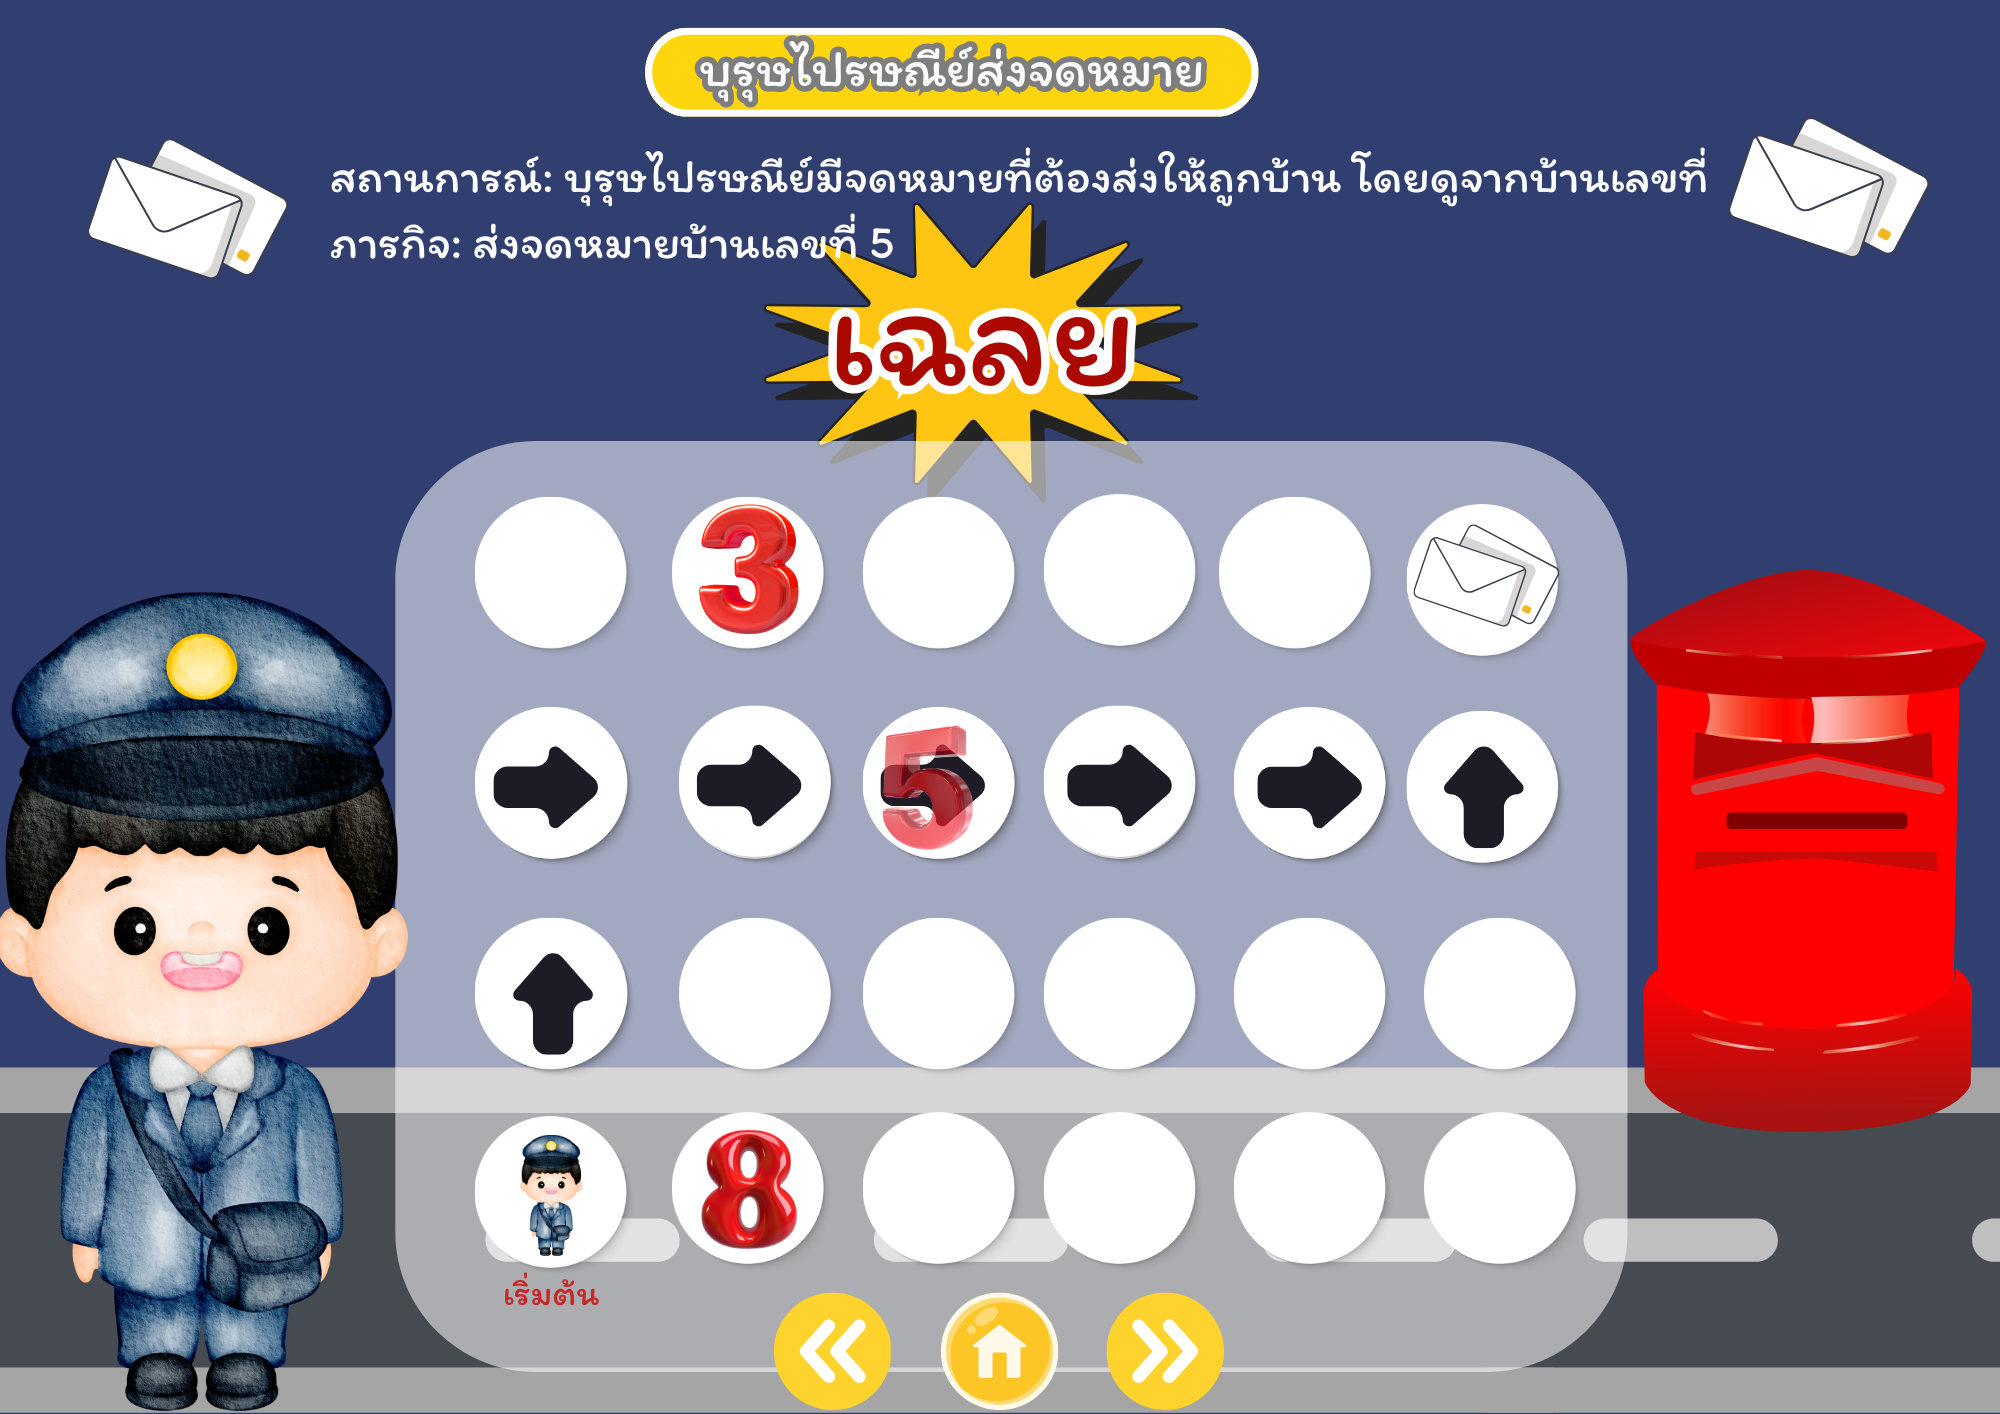 บุรุษไปรษณีย์ส่งจดหมาย
สถานการณ์: บุรุษไปรษณีย์มีจดหมายที่ต้องส่งให้ถูกบ้าน โดยดูจากบ้านเลขที่
ภารกิจ: ส่งจดหมายบ้านเลขที่ 5
เฉลย
3
5
8
เริ่มต้น